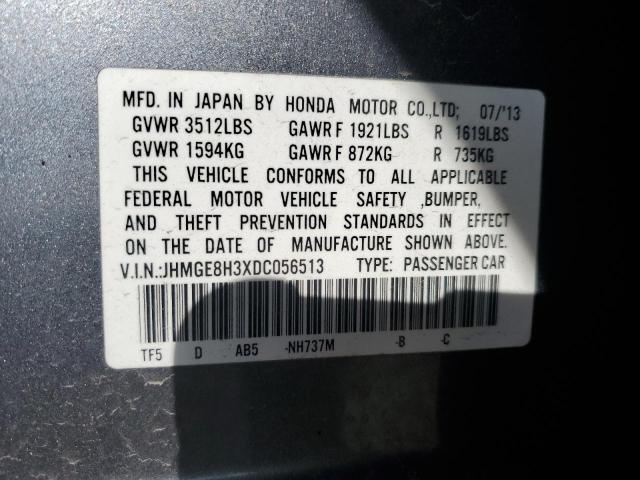 MFD. IN JAPAN BY HONDA MOTOR CO.,LTD; 07/'13
GVWR 3512LBS GAWR F 1921LBS R 1619LBS
GVWR 1594KG GAWR F 872KG R 735KG
THIS VEHICLE CONFORMS TO ALL APPLICABLE
FEDERAL MOTOR VEHICLE SAFETY ,BUMPER,
AND THEFT PREVENTION STANDARDS IN EFFECT
ON THE DATE OF MANUFACTURE SHOWN ABOVE.
V.I.N.:JHMGE8H3XDC056513 TYPE: PASSENGER CAR
TF5 D AB5 -NH737M -B -C